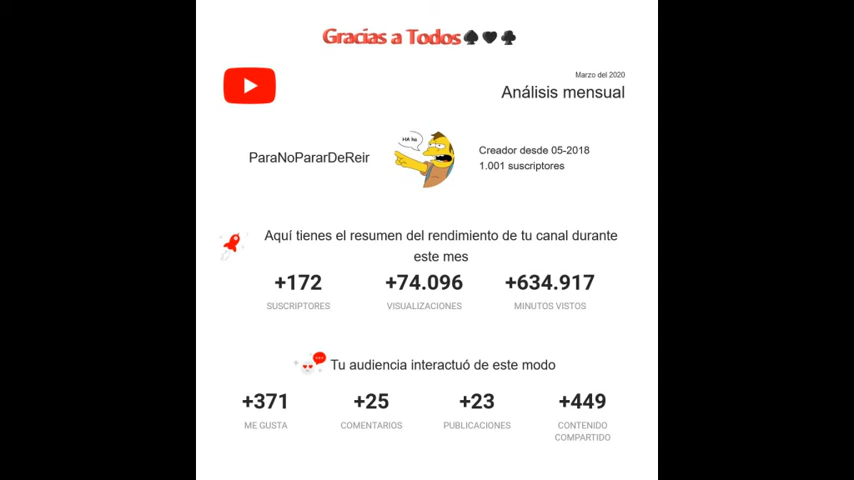 Gracias a Todos♠♥♣
Marzo del 2020
Análisis mensual
HA ha
ParaNoPararDeReir
Creador desde 05-2018
1.001 suscriptores
Aquí tienes el resumen del rendimiento de tu canal durante
este mes
+172 +74.096 +634.917
SUSCRIPTORES VISUALIZACIONES MINUTOS VISTOS
Tu audiencia interactuó de este modo
+371 +25 +23 +449
ME GUSTA COMENTARIOS PUBLICACIONES CONTENIDO
COMPARTIDO